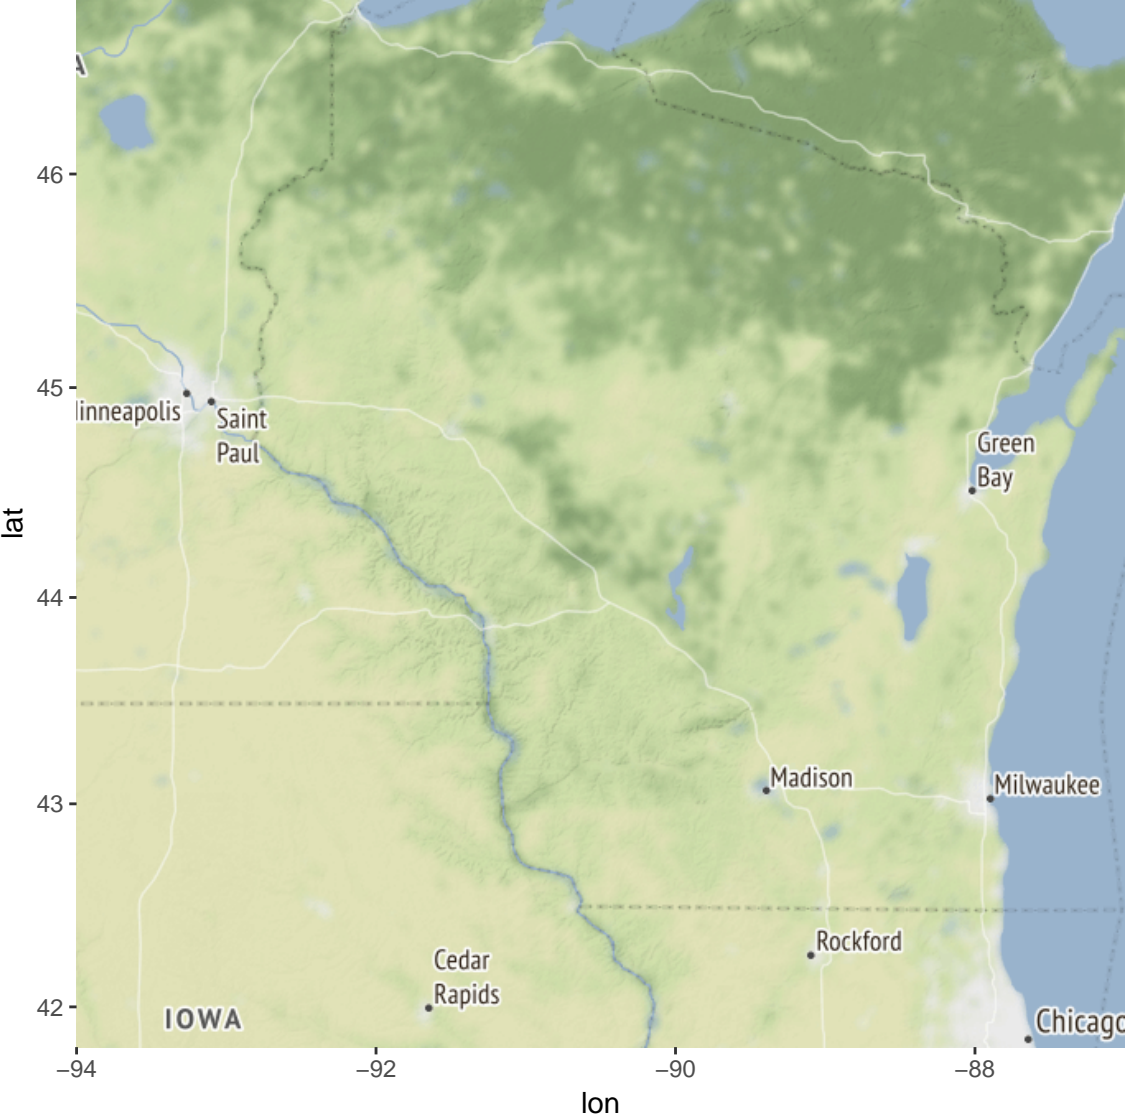 A
46
45
inneapolis
Saint
Paul
Green
Bay
lat
44
43
Madison
Milwaukee
Rockford
Cedar
Rapids
42
IOWA
Chicago
−94
−92
−90
−88
lon